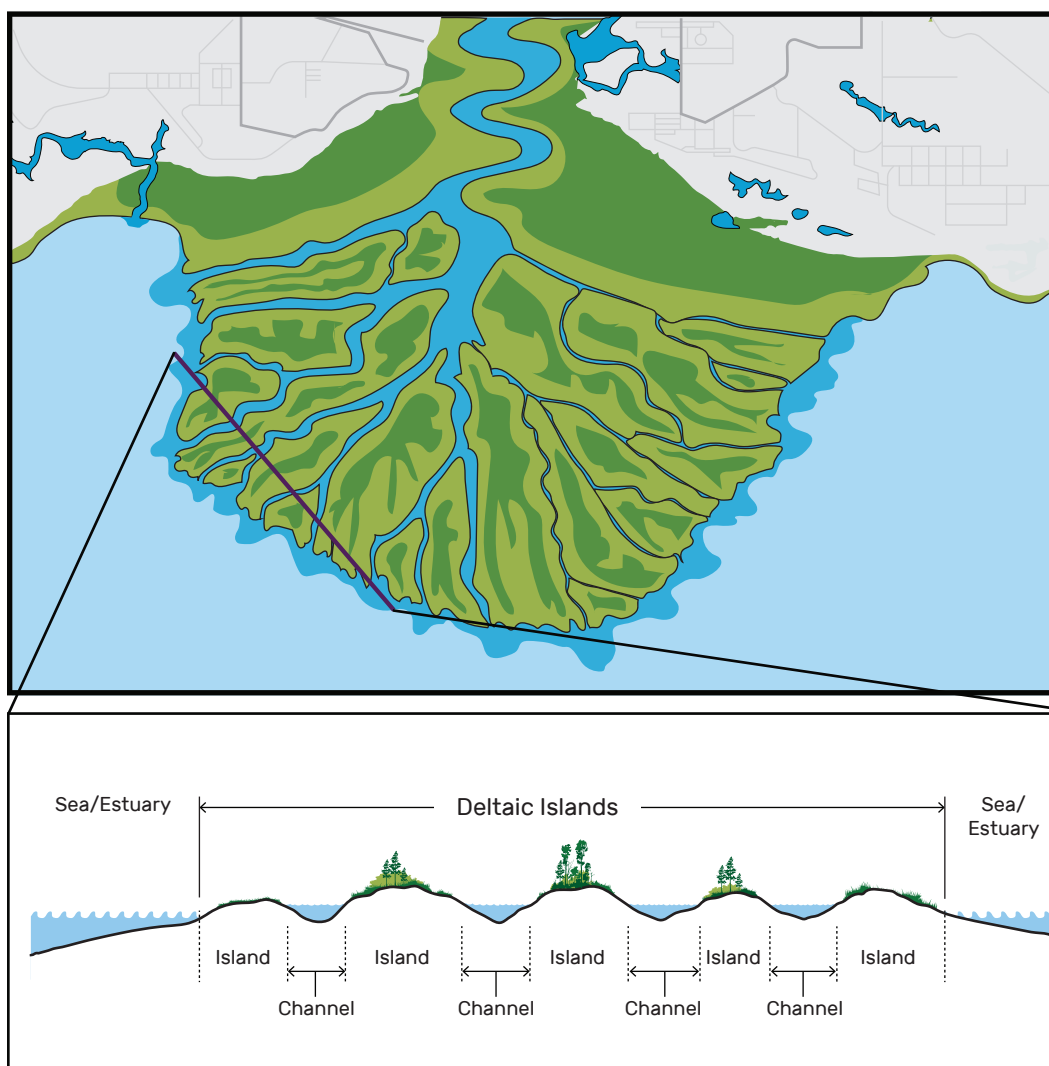 Sea/Estuary
Deltaic Islands
Sea/
Estuary
Island
Island
Island
Island
Island
Channel
Channel
Channel
Channel